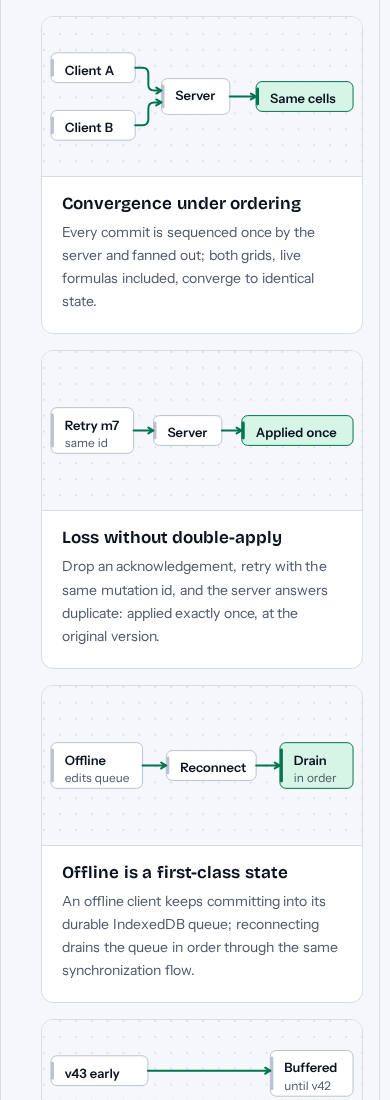 Client A
Client B
Server
Same cells
Convergence under ordering
Every commit is sequenced once by the
server and fanned out; both grids, live
formulas included, converge to identical
state.
Retry m7
same id
Server
Applied once
Loss without double-apply
Drop an acknowledgement, retry with the
same mutation id, and the server answers
duplicate: applied exactly once, at the
original version.
Offline
edits queue
Reconnect
Drain
in order
Offline is a first-class state
An offline client keeps committing into its
durable IndexedDB queue; reconnecting
drains the queue in order through the same
synchronization flow.
v43 early
Buffered
until v42